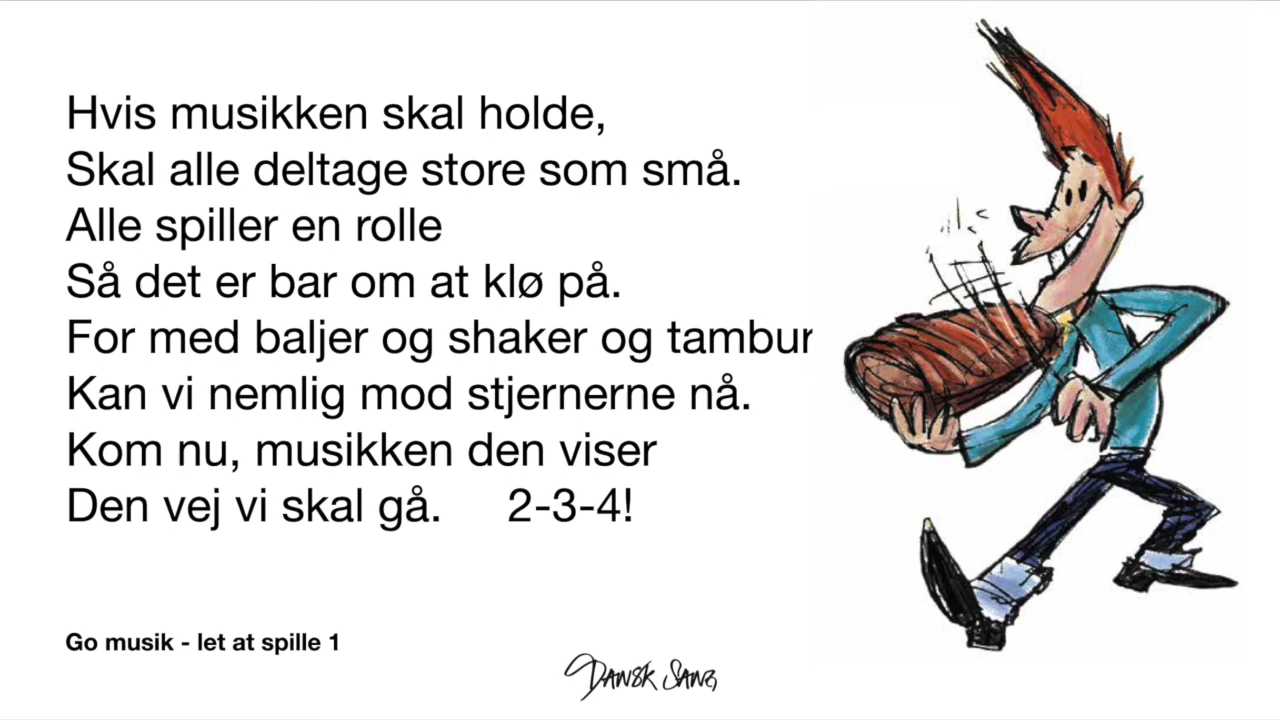 Hvis musikken skal holde,
Skal alle deltage store som små.
Alle spiller en rolle
Så det er bar om at klø på.
For med baljer og shaker og tambur
Kan vi nemlig mod stjernerne nå.
Kom nu, musikken den viser
Den vej vi skal gå. 2-3-4!
Go musik - let at spille 1
DANSK SANG